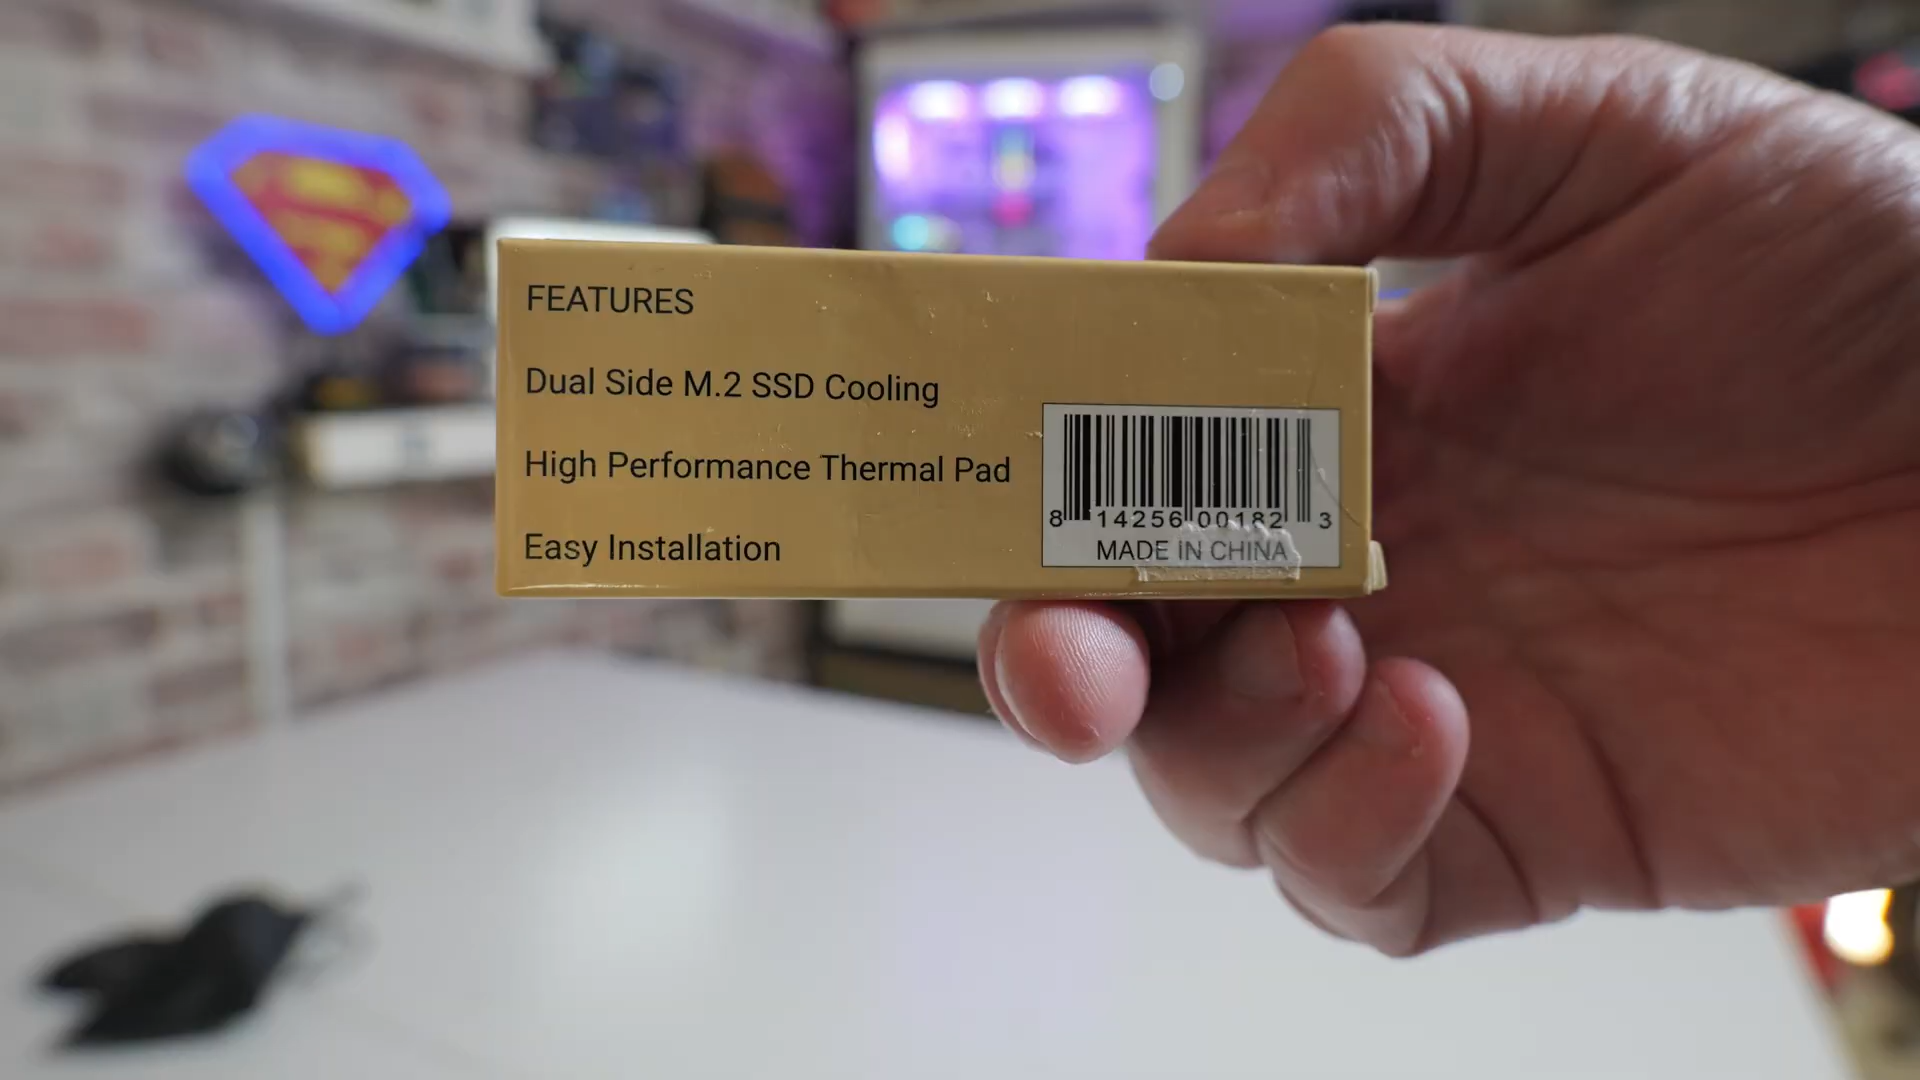 FEATURES
Dual Side M.2 SSD Cooling
High Performance Thermal Pad
Easy Installation
8 14256 00182 3
MADE IN CHINA